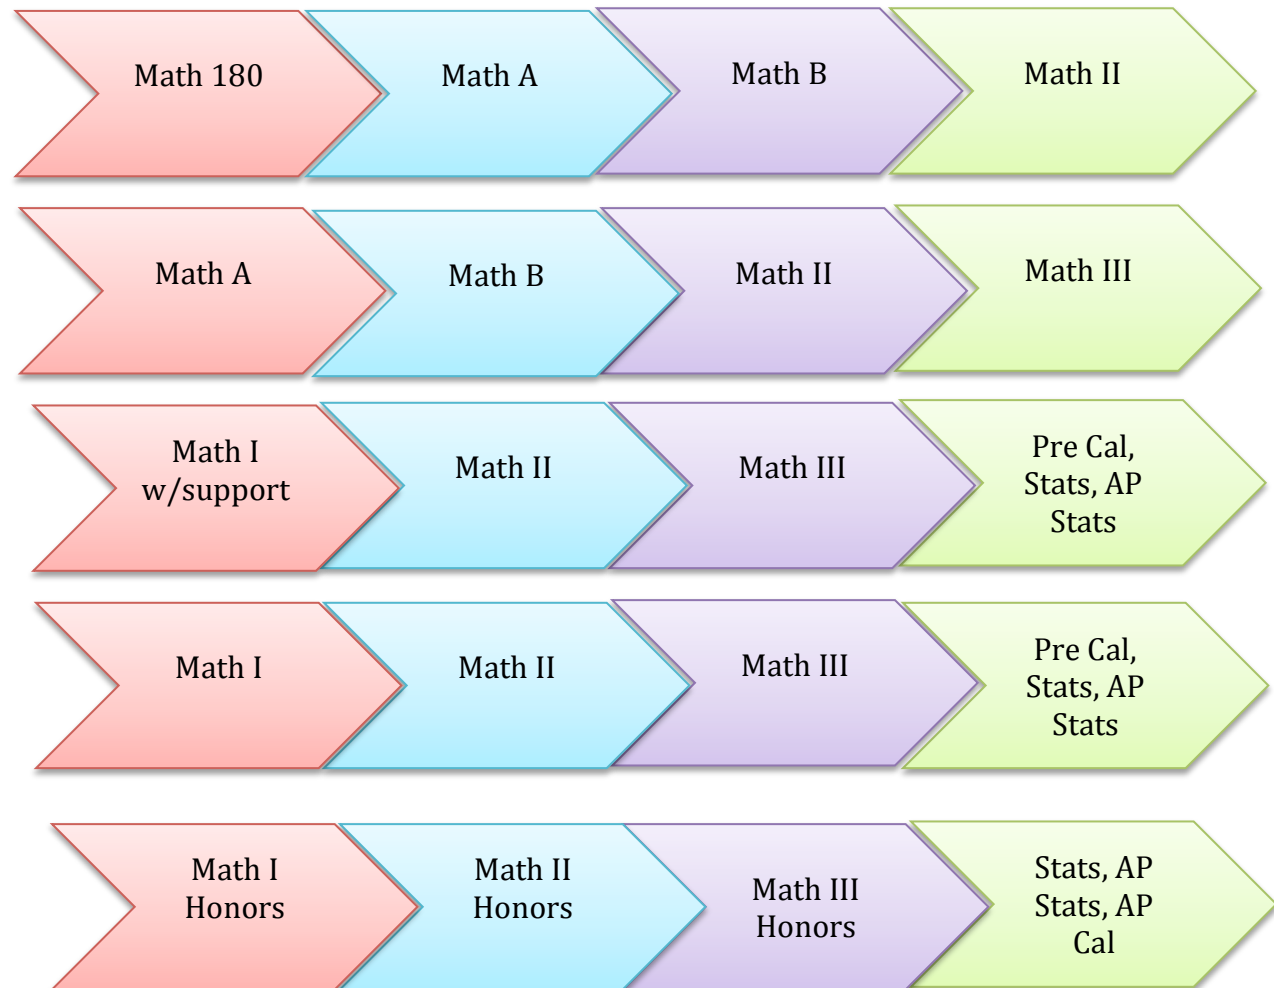 Math 180
Math A
Math B
Math II
Math A
Math B
Math II
Math III
Math I
w/support
Math II
Math III
Pre Cal,
Stats, AP
Stats
Math I
Math II
Math III
Pre Cal,
Stats, AP
Stats
Math I
Honors
Math II
Honors
Math III
Honors
Stats, AP
Stats, AP
Cal